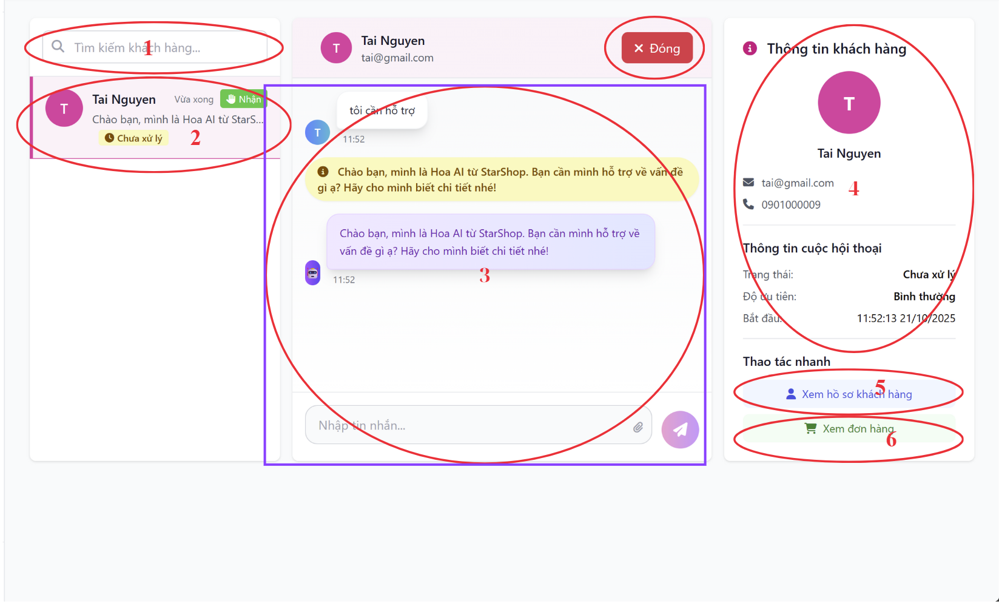 Tìm kiếm khách hàng...
1
T
Tai Nguyen
Vừa xong
Nhận
Chào bạn, mình là Hoa AI từ StarS...
Chưa xử lý
2
T
Tai Nguyen
tai@gmail.com
Đóng
tôi cần hỗ trợ
T
11:52
Chào bạn, mình là Hoa AI từ StarShop. Bạn cần mình hỗ trợ về vấn đề
gì ạ? Hãy cho mình biết chi tiết nhé!
Chào bạn, mình là Hoa AI từ StarShop. Bạn cần mình hỗ trợ về
vấn đề gì ạ? Hãy cho mình biết chi tiết nhé!
3
11:52
Nhập tin nhắn...
Thông tin khách hàng
T
Tai Nguyen
tai@gmail.com
4
0901000009
Thông tin cuộc hội thoại
Trạng thái: Chưa xử lý
Độ ưu tiên: Bình thường
Bắt đầu: 11:52:13 21/10/2025
Thao tác nhanh
5
Xem hồ sơ khách hàng
Xem đơn hàng
6